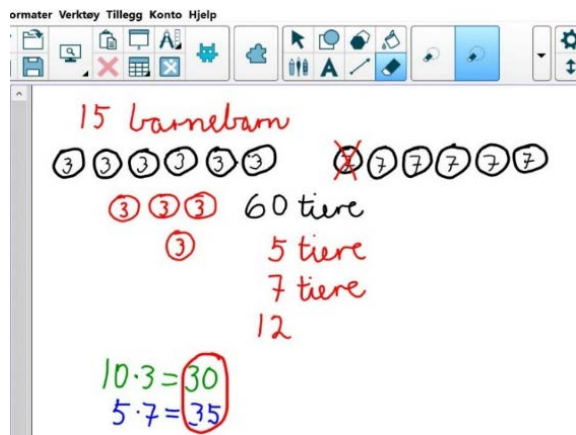 ormater Verktøy Tillegg Konto Hjelp
15 barnebarn
3 3 3 3 3 3 7 7 7 7 7
3 3 3 60 tiere
3 5 tiere
7 tiere
12
10·3=30
5·7=35